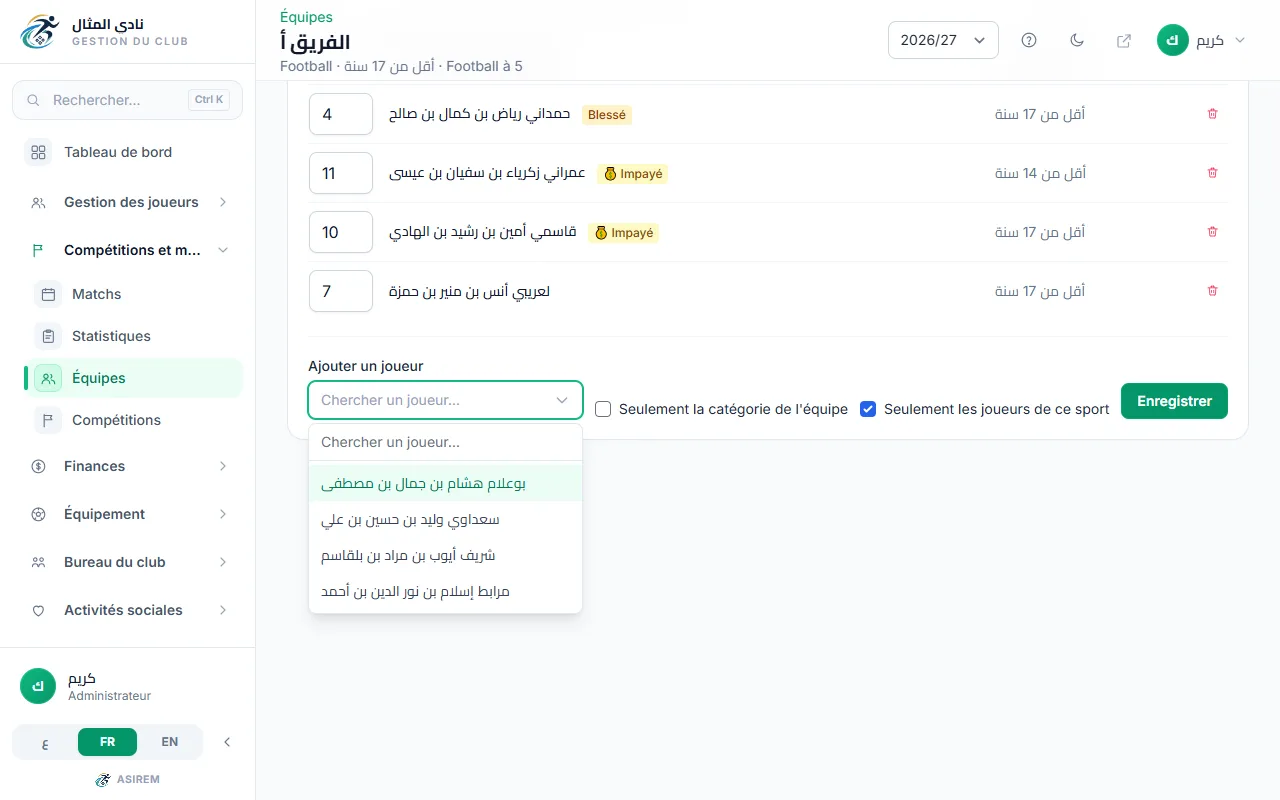 نادي المثال
GESTION DU CLUB
Rechercher...
Ctrl K
Tableau de bord
Gestion des joueurs
Compétitions et m...
Matchs
Statistiques
Équipes
Compétitions
Finances
Équipement
Bureau du club
Activités sociales
ك
كريم
Administrateur
ع
FR
EN
ASIREM
Équipes
الفريق أ
Football · أقل من 17 سنة · Football à 5
2026/27
ك
كريم
4 حمداني رياض بن كمال بن صالح Blessé أقل من 17 سنة
11 عمراني زكرياء بن سفيان بن عيسى Impayé أقل من 14 سنة
10 قاسمي أمين بن رشيد بن الهادي Impayé أقل من 17 سنة
7 لعريبي أنس بن منير بن حمزة أقل من 17 سنة
Ajouter un joueur
Chercher un joueur...
Seulement la catégorie de l'équipe
Seulement les joueurs de ce sport
Enregistrer
Chercher un joueur...
بوعلام هشام بن جمال بن مصطفى
سعداوي وليد بن حسين بن علي
شريف أيوب بن مراد بن بلقاسم
مرابط إسلام بن نور الدين بن أحمد